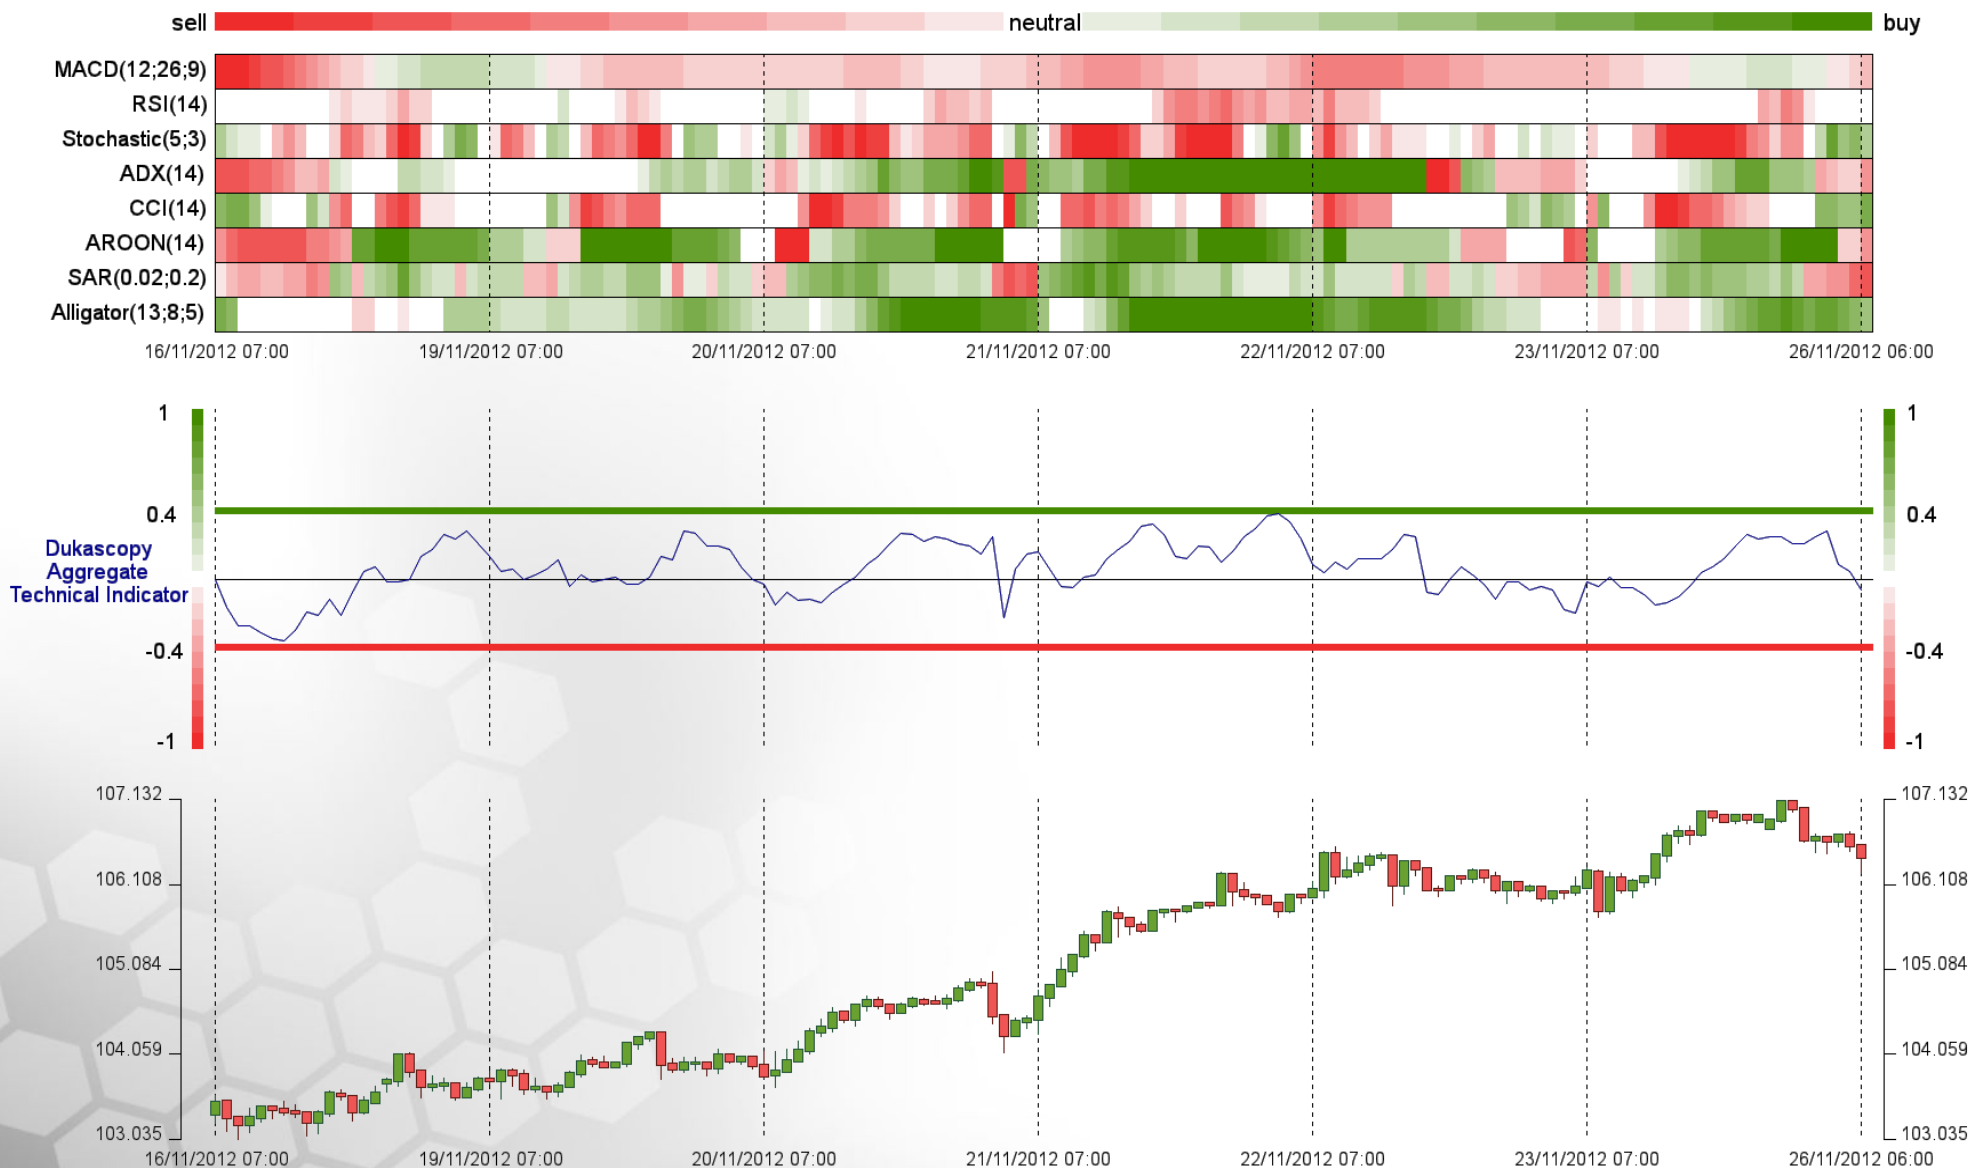 sell neutral buy
MACD(12;26;9)
RSI(14)
Stochastic(5;3)
ADX(14)
CCI(14)
AROON(14)
SAR(0.02;0.2)
Alligator(13;8;5)
16/11/2012 07:00 19/11/2012 07:00 20/11/2012 07:00 21/11/2012 07:00 22/11/2012 07:00 23/11/2012 07:00 26/11/2012 06:00
1 1
0.4 0.4
Dukascopy
Aggregate
Technical Indicator
-0.4 -0.4
-1 -1
107.132 107.132
106.108 106.108
105.084 105.084
104.059 104.059
103.035 103.035
16/11/2012 07:00 19/11/2012 07:00 20/11/2012 07:00 21/11/2012 07:00 22/11/2012 07:00 23/11/2012 07:00 26/11/2012 06:00